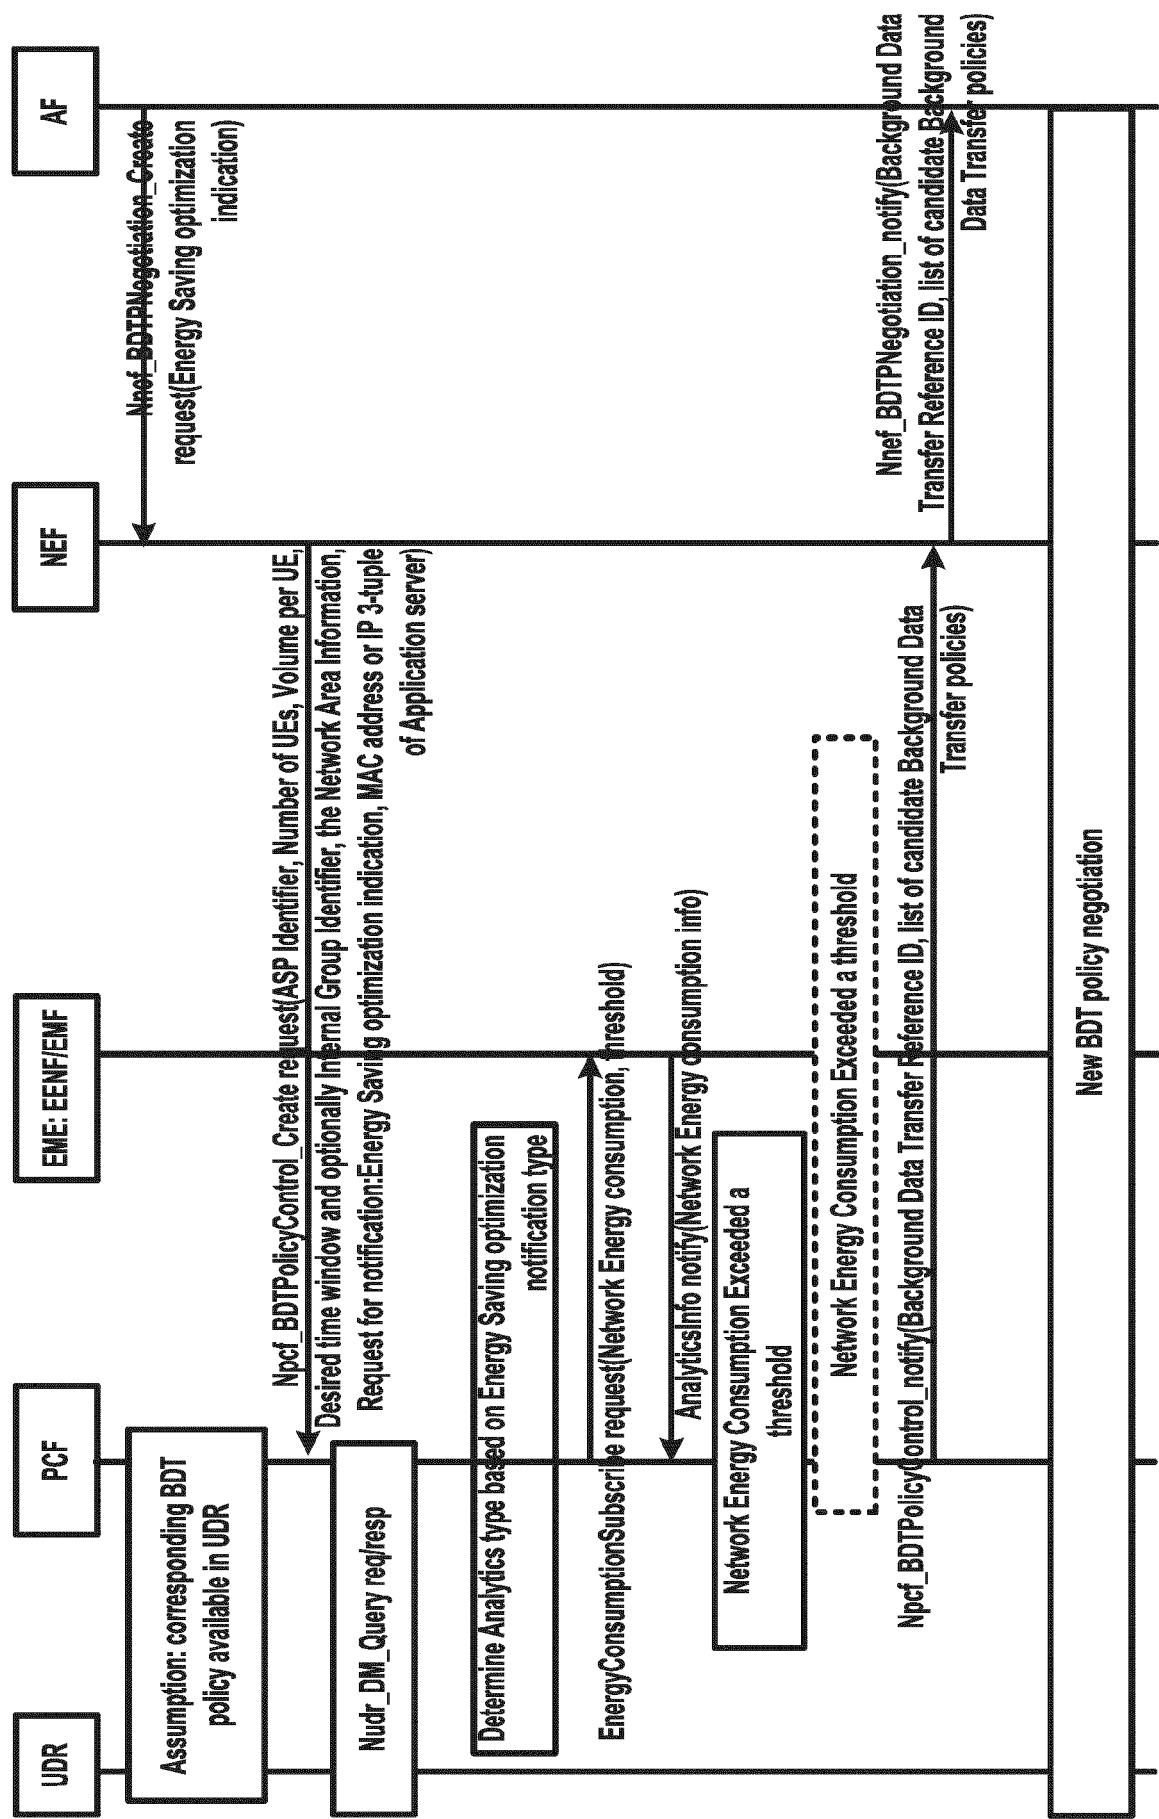 UDR
PCF
EME: EENF/EMF
NEF
AF
Assumption: corresponding BDT
policy available in UDR
Nnef_BDTPNegotiation_Create
request(Energy Saving optimization
indication)
Npcf_BDTPolicyControl_Create request(ASP Identifier, Number of UEs, Volume per UE,
Desired time window and optionally Internal Group Identifier, the Network Area Information,
Request for notification:Energy Saving optimization indication, MAC address or IP 3-tuple
of Application server)
Nudr_DM_Query req/resp
Determine Analytics type based on Energy Saving optimization
notification type
EnergyConsumptionSubscribe request(Network Energy consumption, threshold)
AnalyticsInfo notify(Network Energy consumption info)
Network Energy Consumption Exceeded a
threshold
Network Energy Consumption Exceeded a threshold
Npcf_BDTPolicyControl_notify(Background Data Transfer Reference ID, list of candidate Background Data
Transfer policies)
Nnef_BDTPNegotiation_notify(Background Data
Transfer Reference ID, list of candidate Background
Data Transfer policies)
New BDT policy negotiation